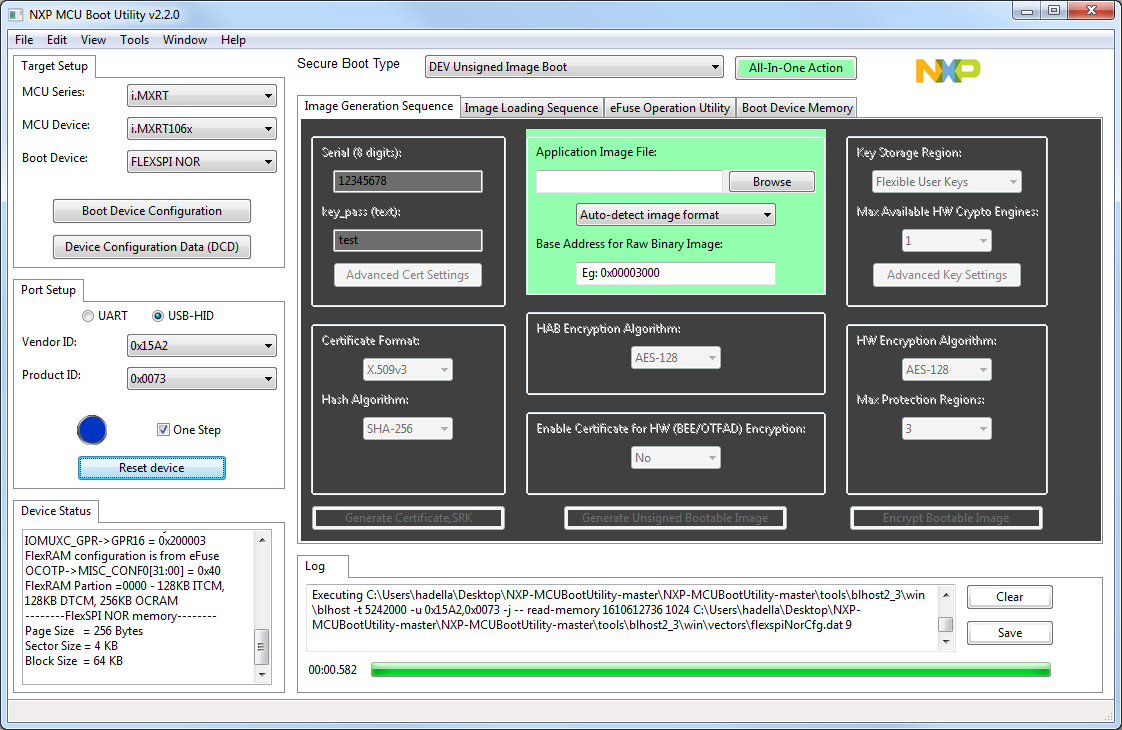 NXP MCU Boot Utility v2.2.0
File Edit View Tools Window Help
Target Setup
MCU Series: i.MXRT
MCU Device: i.MXRT106x
Boot Device: FLEXSPI NOR
Boot Device Configuration
Device Configuration Data (DCD)
Port Setup
UART USB-HID
Vendor ID: 0x15A2
Product ID: 0x0073
One Step
Reset device
Device Status
IOMUXC_GPR->GPR16 = 0x200003
FlexRAM configuration is from eFuse
OCOTP->MISC_CONF0[31:00] = 0x40
FlexRAM Partion =0000 - 128KB ITCM,
128KB DTCM, 256KB OCRAM
--------FlexSPI NOR memory--------
Page Size = 256 Bytes
Sector Size = 4 KB
Block Size = 64 KB
Secure Boot Type DEV Unsigned Image Boot All-In-One Action
NXP
Image Generation Sequence Image Loading Sequence eFuse Operation Utility Boot Device Memory
Serial (8 digits):
12345678
key_pass (text):
test
Advanced Cert Settings
Certificate Format:
X.509v3
Hash Algorithm:
SHA-256
Generate Certificate,SRK
Application Image File:
Browse
Auto-detect image format
Base Address for Raw Binary Image:
Eg: 0x00003000
HAB Encryption Algorithm:
AES-128
Enable Certificate for HW (BEE/OTFAD) Encryption:
No
Generate Unsigned Bootable Image
Key Storage Region:
Flexible User Keys
Max Available HW Crypto Engines:
1
Advanced Key Settings
HW Encryption Algorithm:
AES-128
Max Protection Regions:
3
Encrypt Bootable Image
Log
Executing C:\Users\hadella\Desktop\NXP-MCUBootUtility-master\NXP-MCUBootUtility-master\tools\blhost2_3\win
\blhost -t 5242000 -u 0x15A2,0x0073 -j -- read-memory 1610612736 1024 C:\Users\hadella\Desktop\NXP-
MCUBootUtility-master\NXP-MCUBootUtility-master\tools\blhost2_3\win\vectors\flexspiNorCfg.dat 9
Clear
Save
00:00.582